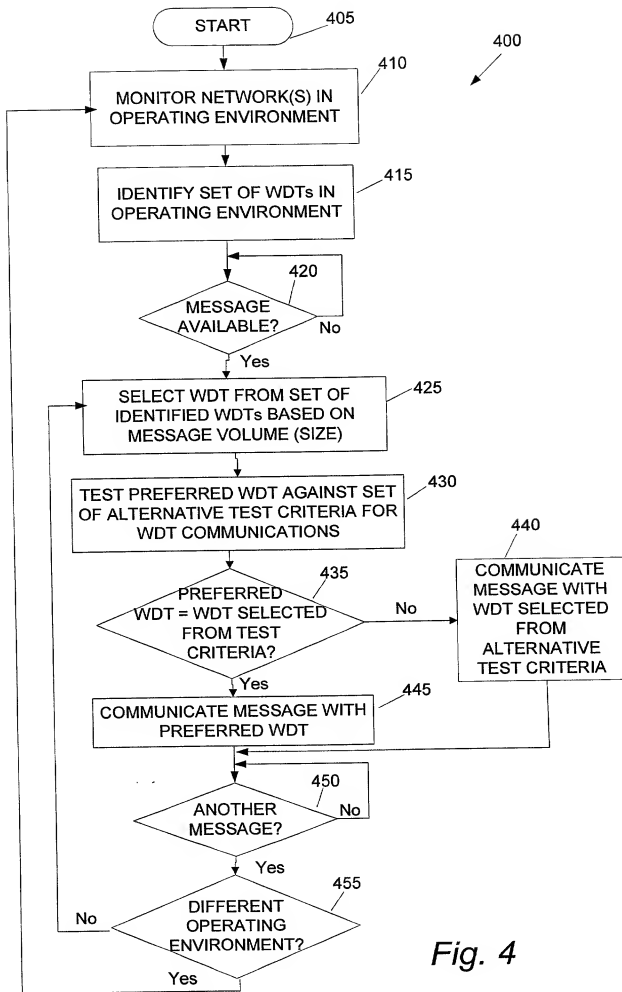 START
405
400
410
MONITOR NETWORK(S) IN
OPERATING ENVIRONMENT
415
IDENTIFY SET OF WDTs IN
OPERATING ENVIRONMENT
420
MESSAGE
AVAILABLE?
No
Yes
425
SELECT WDT FROM SET OF
IDENTIFIED WDTs BASED ON
MESSAGE VOLUME (SIZE)
430
TEST PREFERRED WDT AGAINST SET
OF ALTERNATIVE TEST CRITERIA FOR
WDT COMMUNICATIONS
435
PREFERRED
WDT = WDT SELECTED
FROM TEST
CRITERIA?
No
Yes
440
COMMUNICATE
MESSAGE WITH
WDT SELECTED
FROM
ALTERNATIVE
TEST CRITERIA
445
COMMUNICATE MESSAGE WITH
PREFERRED WDT
450
ANOTHER
MESSAGE?
No
Yes
455
DIFFERENT
OPERATING
ENVIRONMENT?
No
Yes
Fig. 4